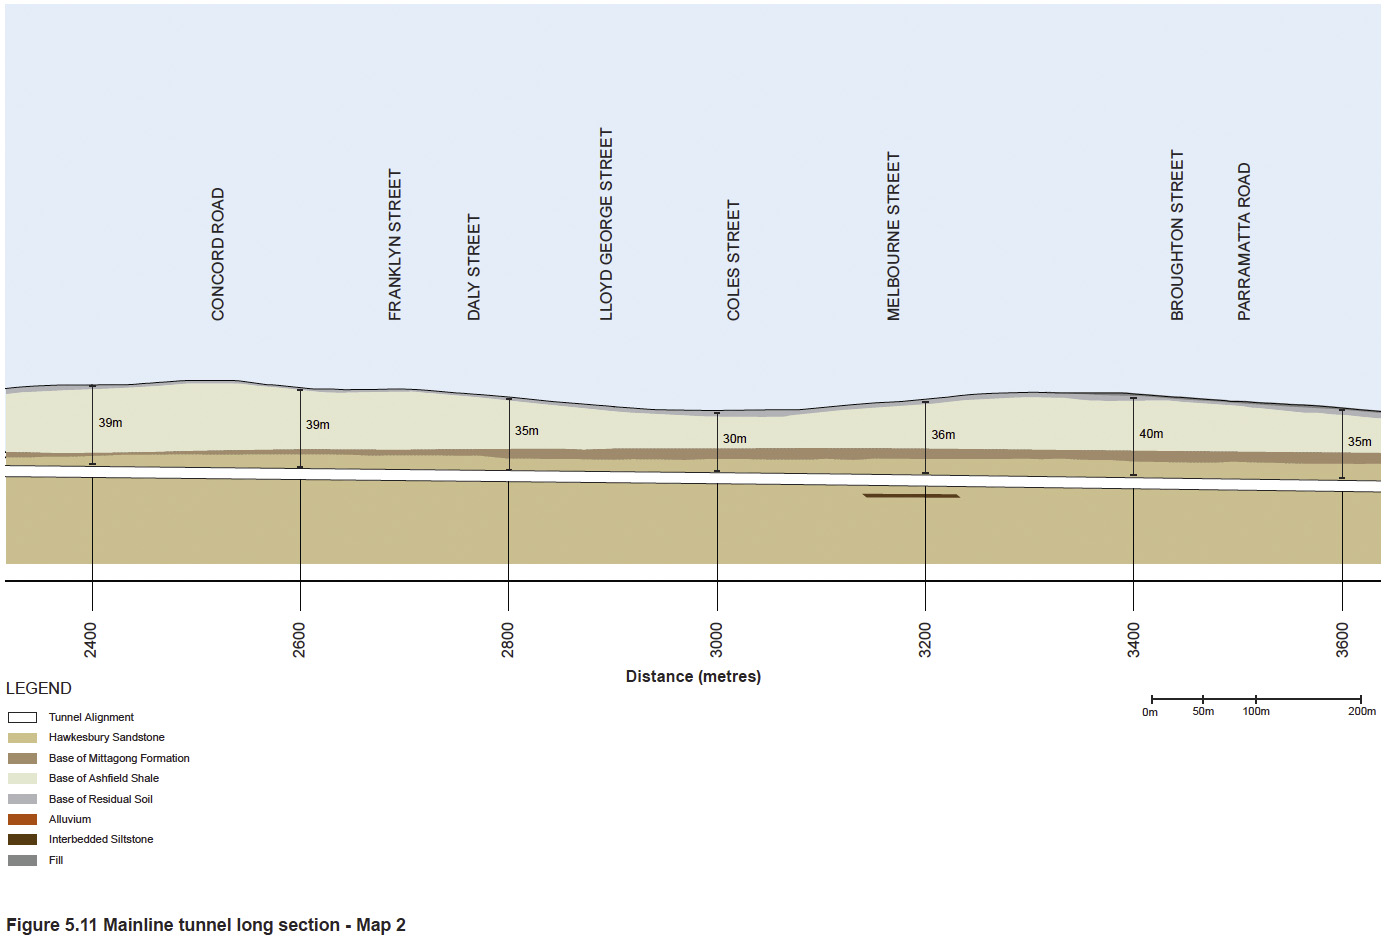 CONCORD ROAD
FRANKLYN STREET
DALY STREET
LLOYD GEORGE STREET
COLES STREET
MELBOURNE STREET
BROUGHTON STREET
PARRAMATTA ROAD
39m
39m
35m
30m
36m
40m
35m
2400
2600
2800
3000
3200
3400
3600
Distance (metres)
0m
50m
100m
200m
LEGEND
Tunnel Alignment
Hawkesbury Sandstone
Base of Mittagong Formation
Base of Ashfield Shale
Base of Residual Soil
Alluvium
Interbedded Siltstone
Fill
Figure 5.11 Mainline tunnel long section - Map 2